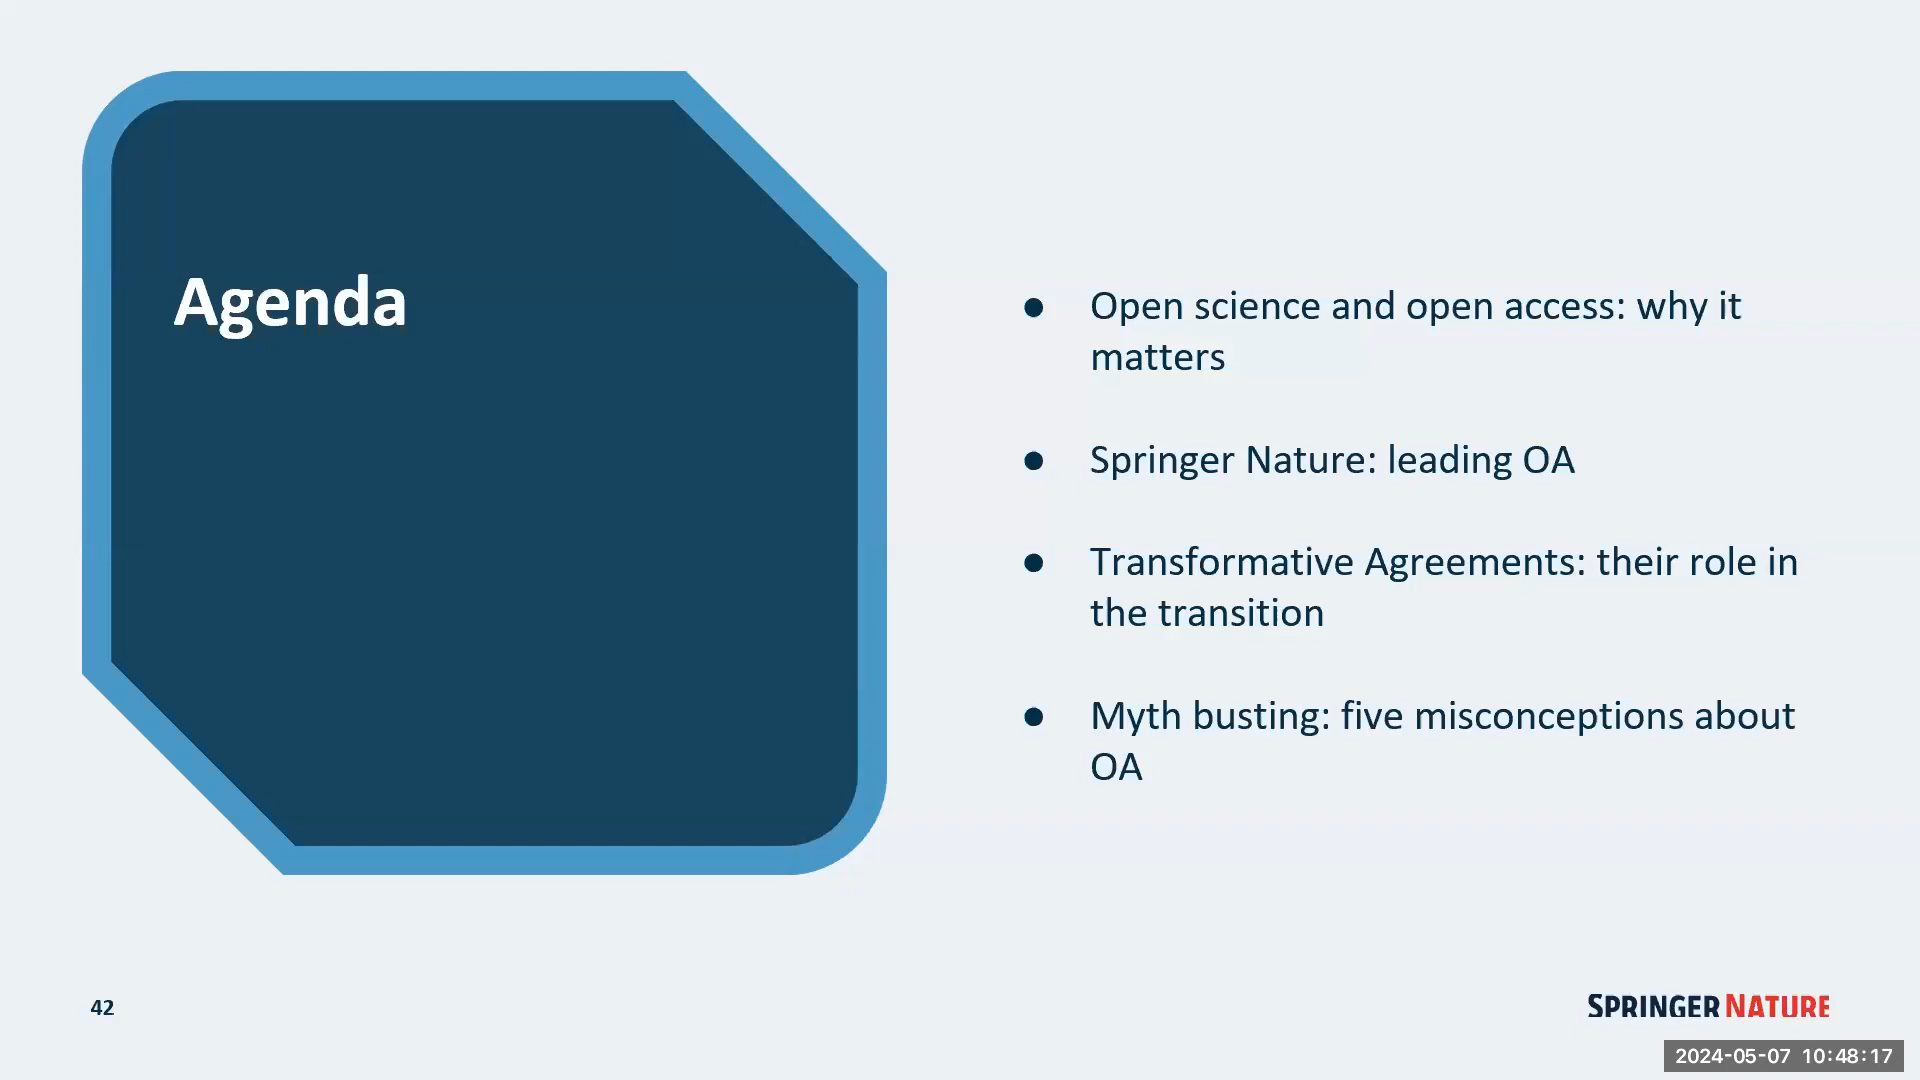 Agenda
● Open science and open access: why it
matters
● Springer Nature: leading OA
● Transformative Agreements: their role in
the transition
● Myth busting: five misconceptions about
OA
42
SPRINGER NATURE
2024-05-07 10:48:17